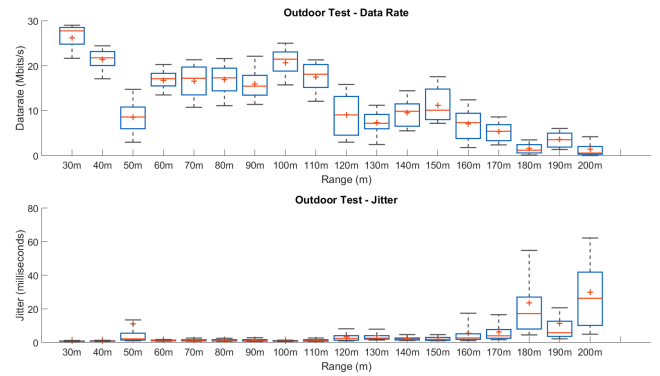 Outdoor Test - Data Rate
30
20
10
0
Datarate (Mbits/s)
30m 40m 50m 60m 70m 80m 90m 100m 110m 120m 130m 140m 150m 160m 170m 180m 190m 200m
Range (m)
Outdoor Test - Jitter
80
60
40
20
0
Jitter (milliseconds)
30m 40m 50m 60m 70m 80m 90m 100m 110m 120m 130m 140m 150m 160m 170m 180m 190m 200m
Range (m)